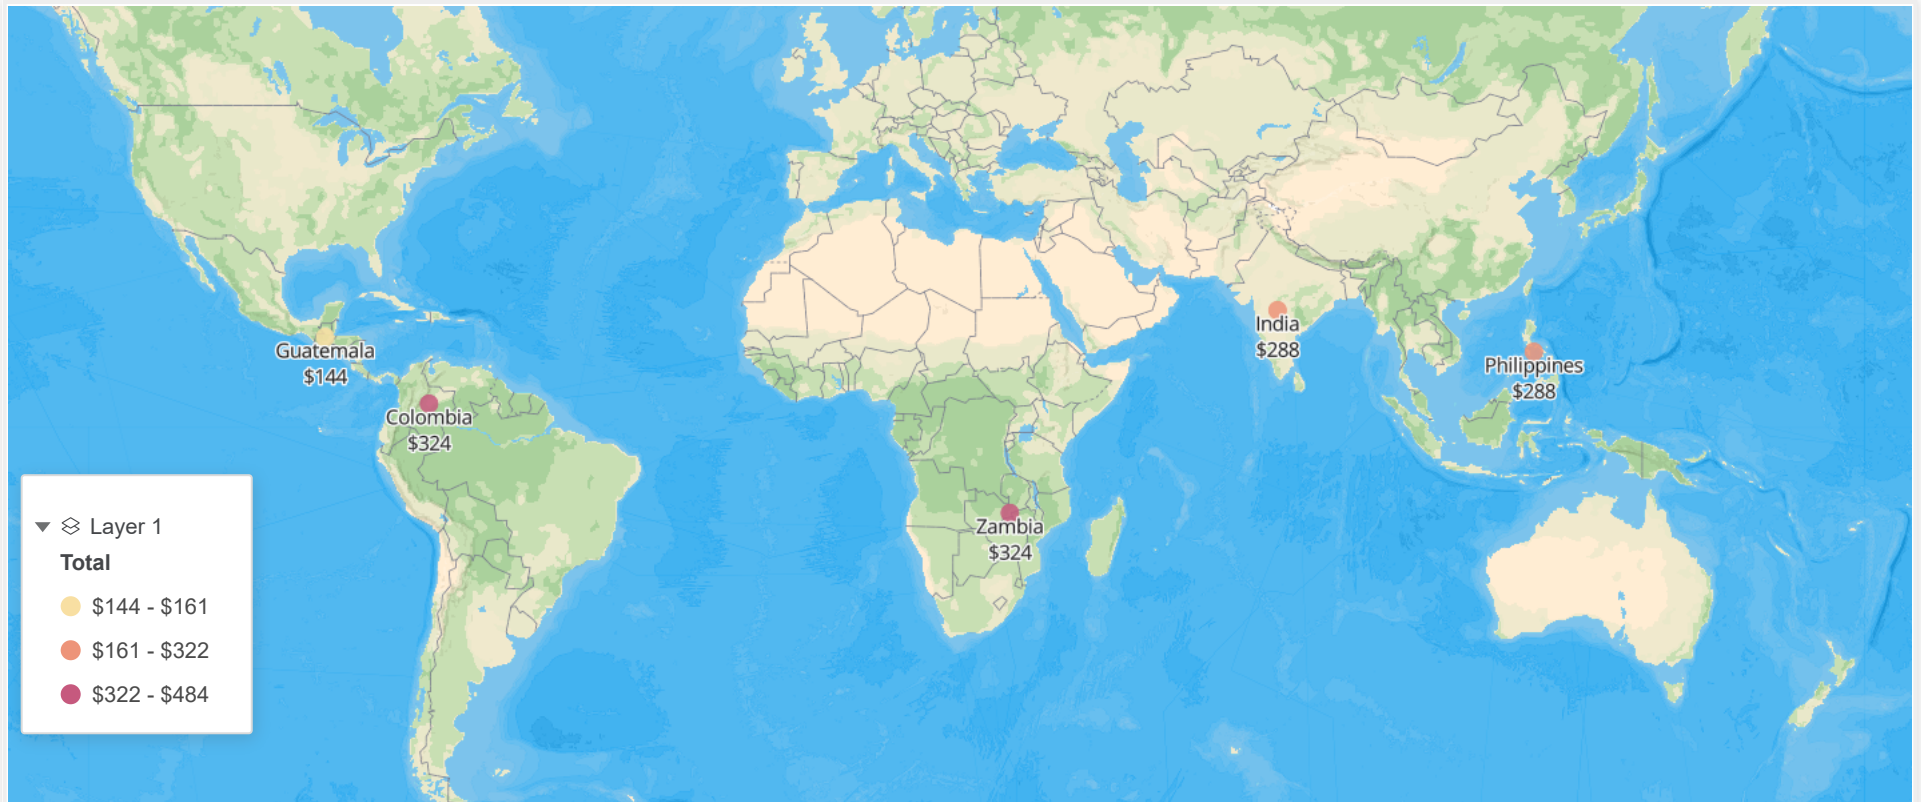 Guatemala
$144
Colombia
$324
Zambia
$324
India
$288
Philippines
$288
Layer 1
Total
$144 - $161
$161 - $322
$322 - $484